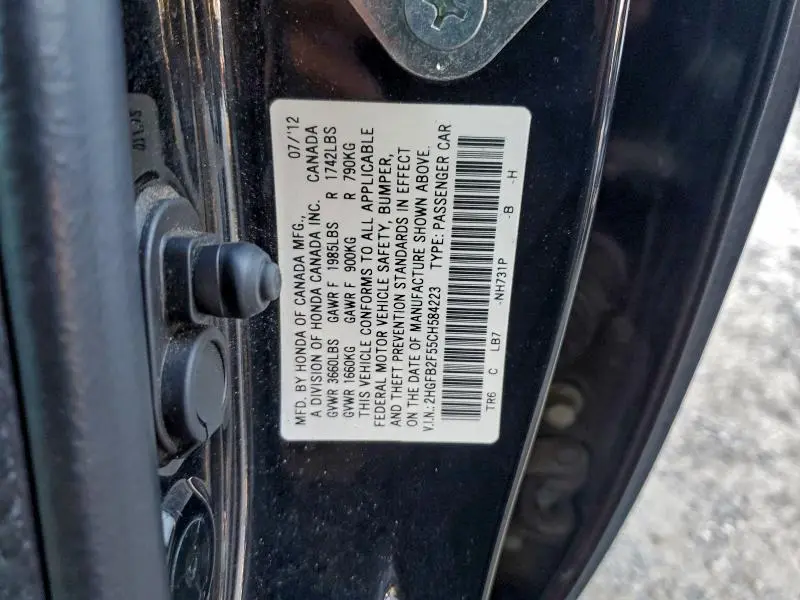 07/'12
MFD. BY HONDA OF CANADA MFG.,
A DIVISION OF HONDA CANADA INC. CANADA
GVWR 3660LBS GAWR F 1985LBS R 1742LBS
GVWR 1660KG GAWR F 900KG R 790KG
THIS VEHICLE CONFORMS TO ALL APPLICABLE
FEDERAL MOTOR VEHICLE SAFETY, BUMPER,
AND THEFT PREVENTION STANDARDS IN EFFECT
ON THE DATE OF MANUFACTURE SHOWN ABOVE.
V.I.N.: 2HGFB2F55CH584223 TYPE: PASSENGER CAR
TR6 C LB7 -NH731P -B -H